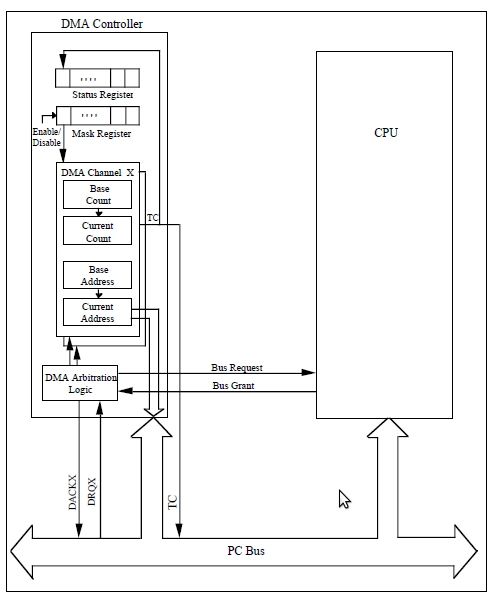 DMA Controller
Status Register
Enable/
Disable
Mask Register
CPU
DMA Channel X
Base
Count
TC
Current
Count
Base
Address
Current
Address
Bus Request
DMA Arbitration
Logic
Bus Grant
DACKX
DRQX
TC
PC Bus